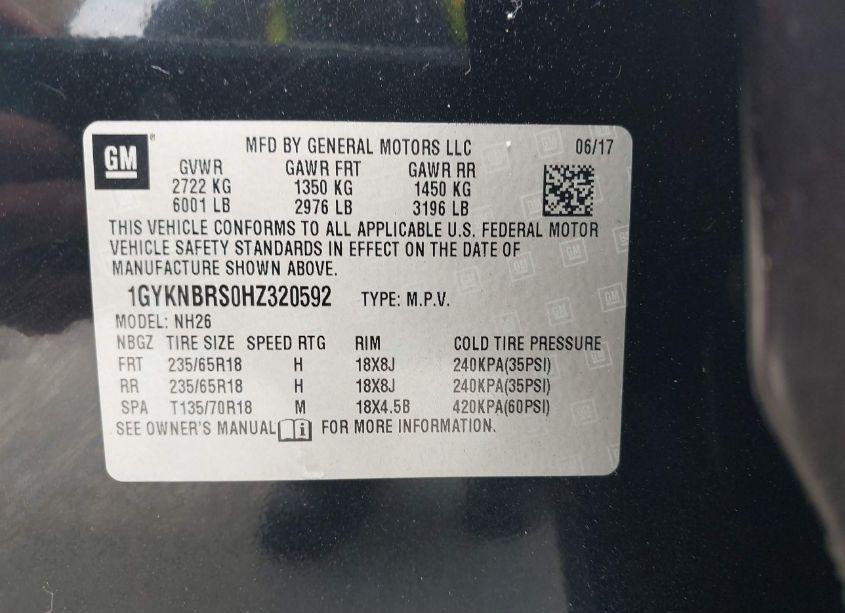 GM
MFD BY GENERAL MOTORS LLC 06/17
GVWR GAWR FRT GAWR RR
2722 KG 1350 KG 1450 KG
6001 LB 2976 LB 3196 LB
THIS VEHICLE CONFORMS TO ALL APPLICABLE U.S. FEDERAL MOTOR
VEHICLE SAFETY STANDARDS IN EFFECT ON THE DATE OF
MANUFACTURE SHOWN ABOVE.
1GYKNBRS0HZ320592 TYPE: M.P.V.
MODEL: NH26
NBGZ TIRE SIZE SPEED RTG RIM COLD TIRE PRESSURE
FRT 235/65R18 H 18X8J 240KPA(35PSI)
RR 235/65R18 H 18X8J 240KPA(35PSI)
SPA T135/70R18 M 18X4.5B 420KPA(60PSI)
SEE OWNER'S MANUAL i FOR MORE INFORMATION.